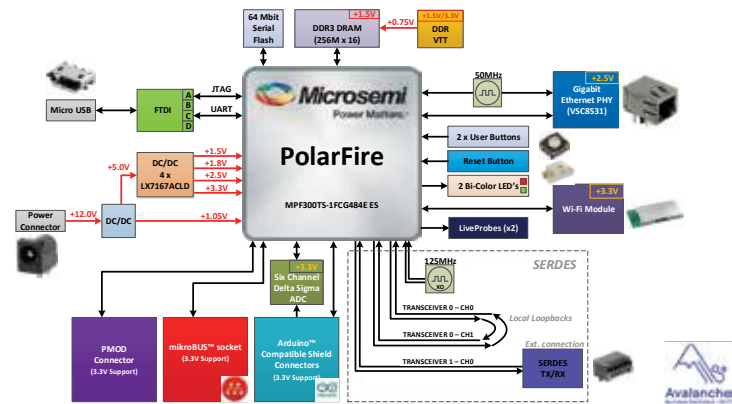 64 Mbit
Serial
Flash
+1.5V
DDR3 DRAM
(256M x 16)
+0.75V
+1.5V/3.3V
DDR
VTT
Micro USB
FTDI
A
B
C
D
JTAG
UART
Microsemi
Power Matters.
PolarFire
MPF300TS-1FCG484E ES
50MHz
+2.5V
Gigabit
Ethernet PHY
(VSC8531)
2 x User Buttons
Reset Button
2 Bi-Color LED's
+3.3V
Wi-Fi Module
LiveProbes (x2)
+5.0V
DC/DC
4 x
LX7167ACLD
+1.5V
+1.8V
+2.5V
+3.3V
Power
Connector
+12.0V
DC/DC
+1.05V
+3.3V
Six Channel
Delta Sigma
ADC
125MHz
XO
SERDES
TRANSCEIVER 0 – CH0
Local Loopbacks
TRANSCEIVER 0 – CH1
Ext. connection
TRANSCEIVER 1 – CH0
SERDES
TX/RX
PMOD
Connector
(3.3V Support)
mikroBUS™ socket
(3.3V Support)
Arduino™
Compatible Shield
Connectors
(3.3V Support)
Avalanche